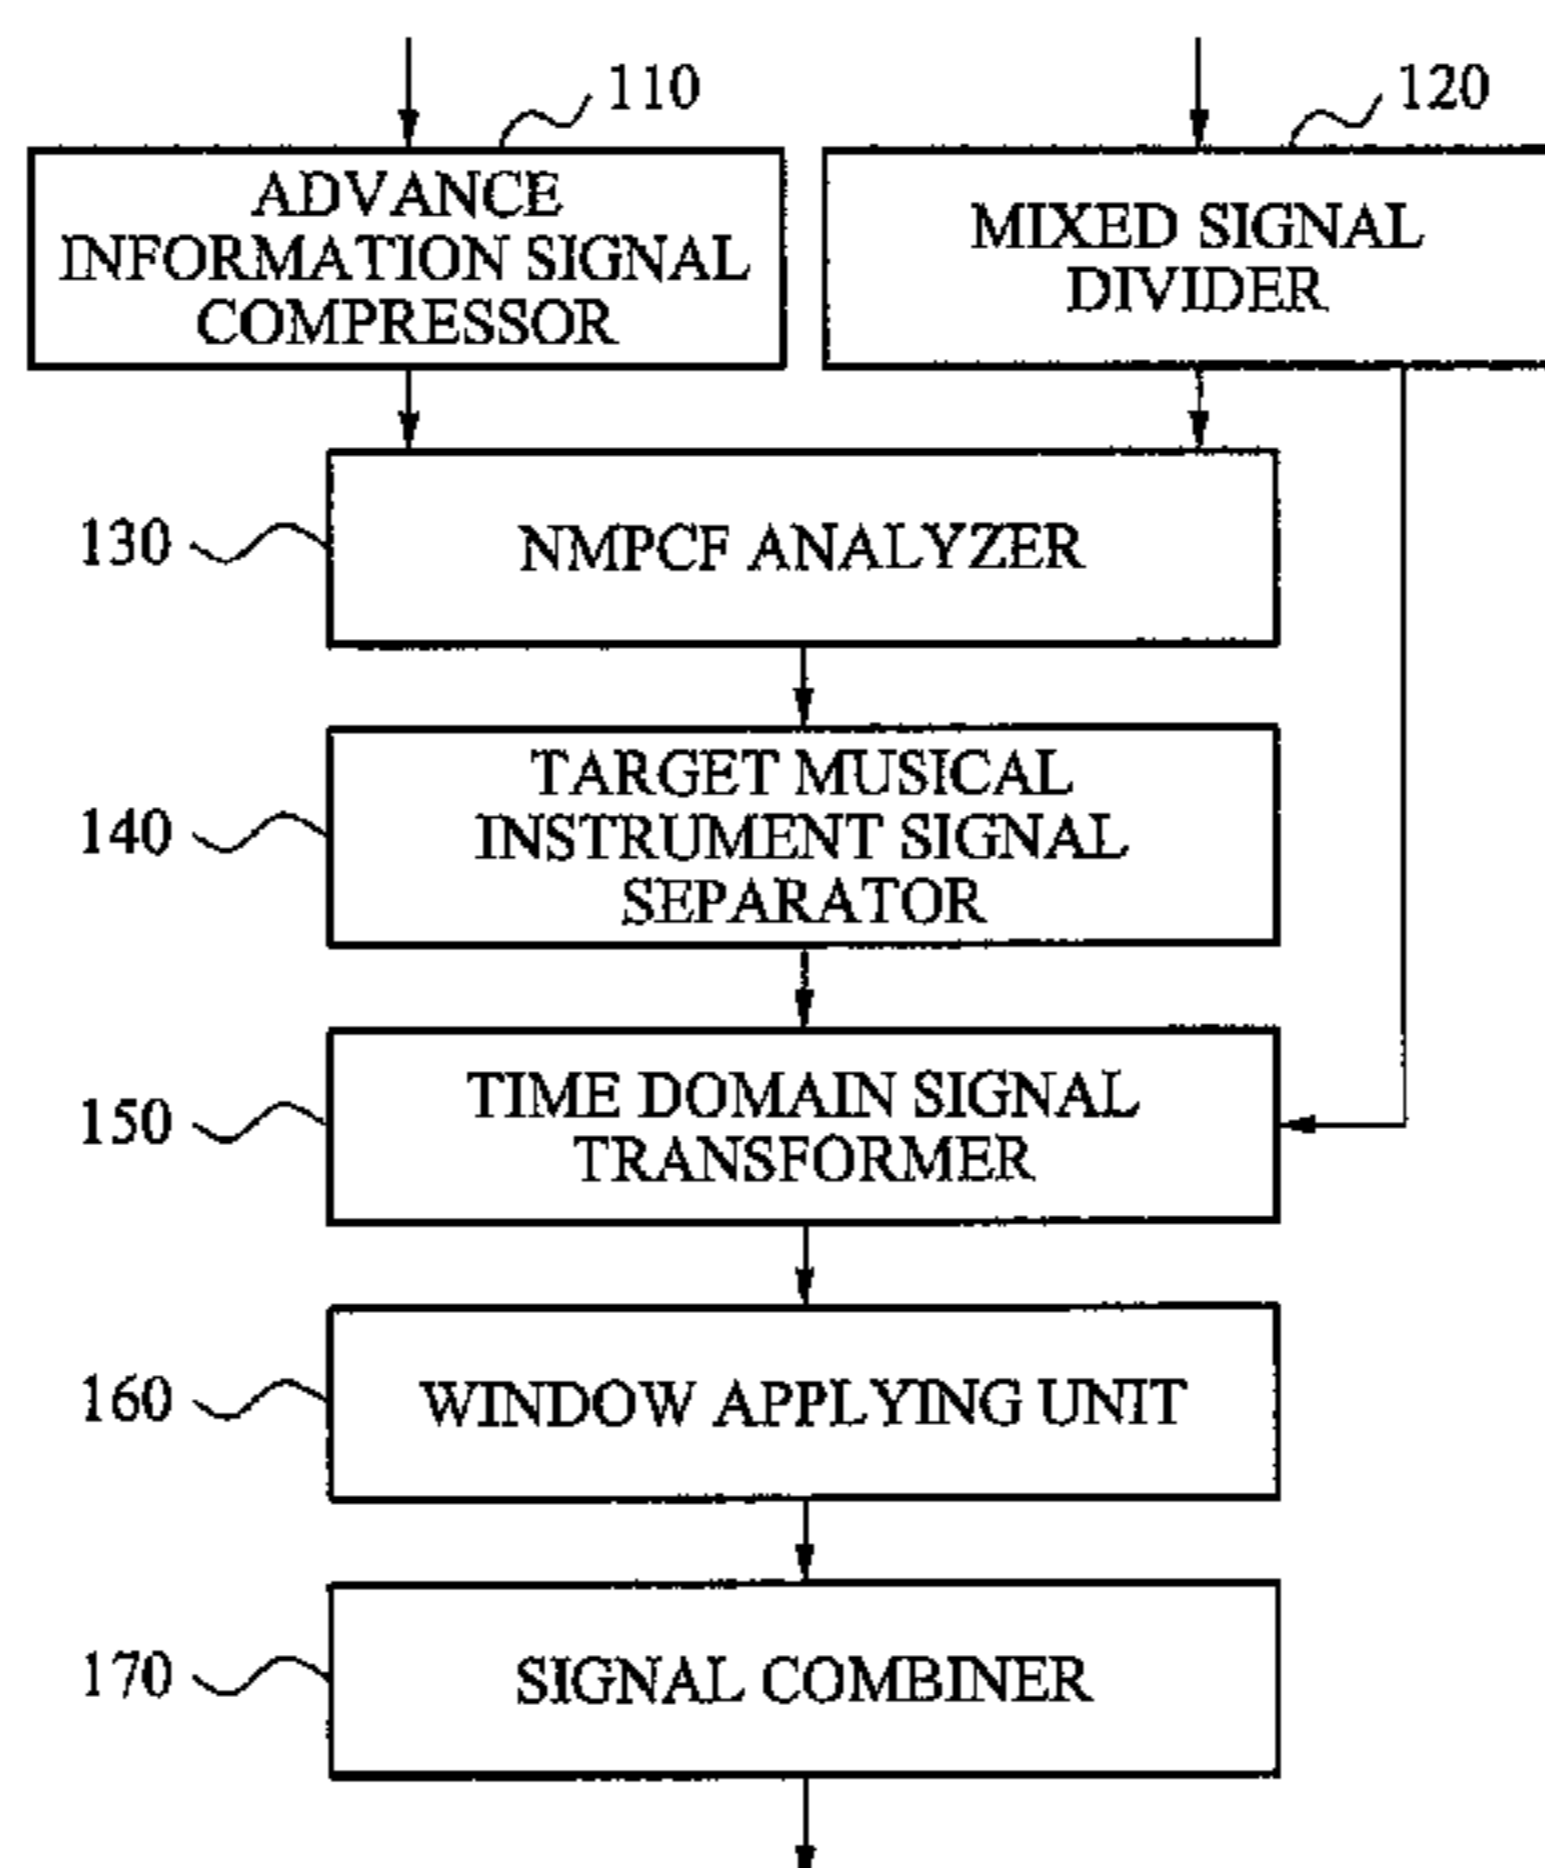 110
120
ADVANCE
INFORMATION SIGNAL
COMPRESSOR
MIXED SIGNAL
DIVIDER
130
NMPCF ANALYZER
140
TARGET MUSICAL
INSTRUMENT SIGNAL
SEPARATOR
150
TIME DOMAIN SIGNAL
TRANSFORMER
160
WINDOW APPLYING UNIT
170
SIGNAL COMBINER